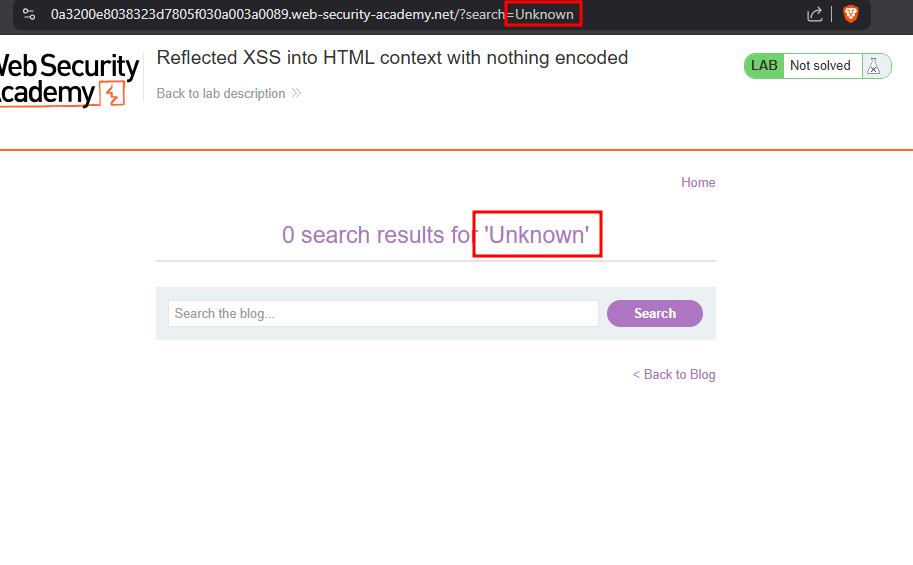 0a3200e8038323d7805f030a003a0089.web-security-academy.net/?search=Unknown
Web Security
Academy
Reflected XSS into HTML context with nothing encoded
Back to lab description >>
LAB Not solved
Home
0 search results for 'Unknown'
Search the blog...
Search
< Back to Blog